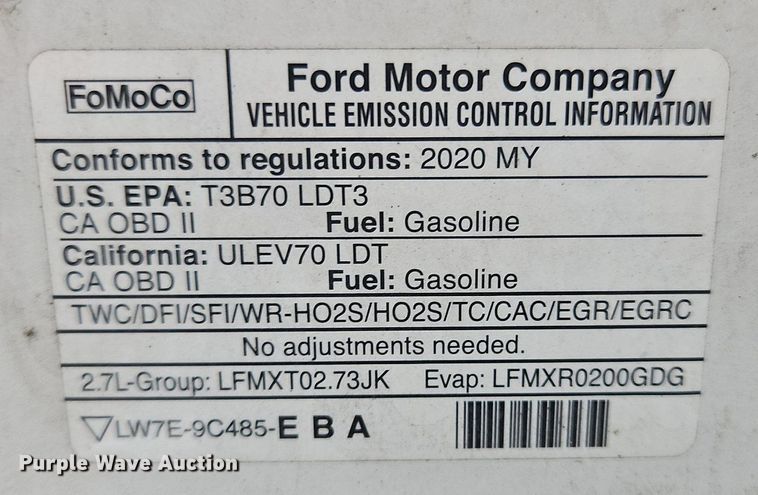 FoMoCo
Ford Motor Company
VEHICLE EMISSION CONTROL INFORMATION
Conforms to regulations: 2020 MY
U.S. EPA: T3B70 LDT3
CA OBD II Fuel: Gasoline
California: ULEV70 LDT
CA OBD II Fuel: Gasoline
TWC/DFI/SFI/WR-HO2S/HO2S/TC/CAC/EGR/EGRC
No adjustments needed.
2.7L-Group: LFMXT02.73JK Evap: LFMXR0200GDG
LW7E-9C485-E B A
Purple Wave Auction